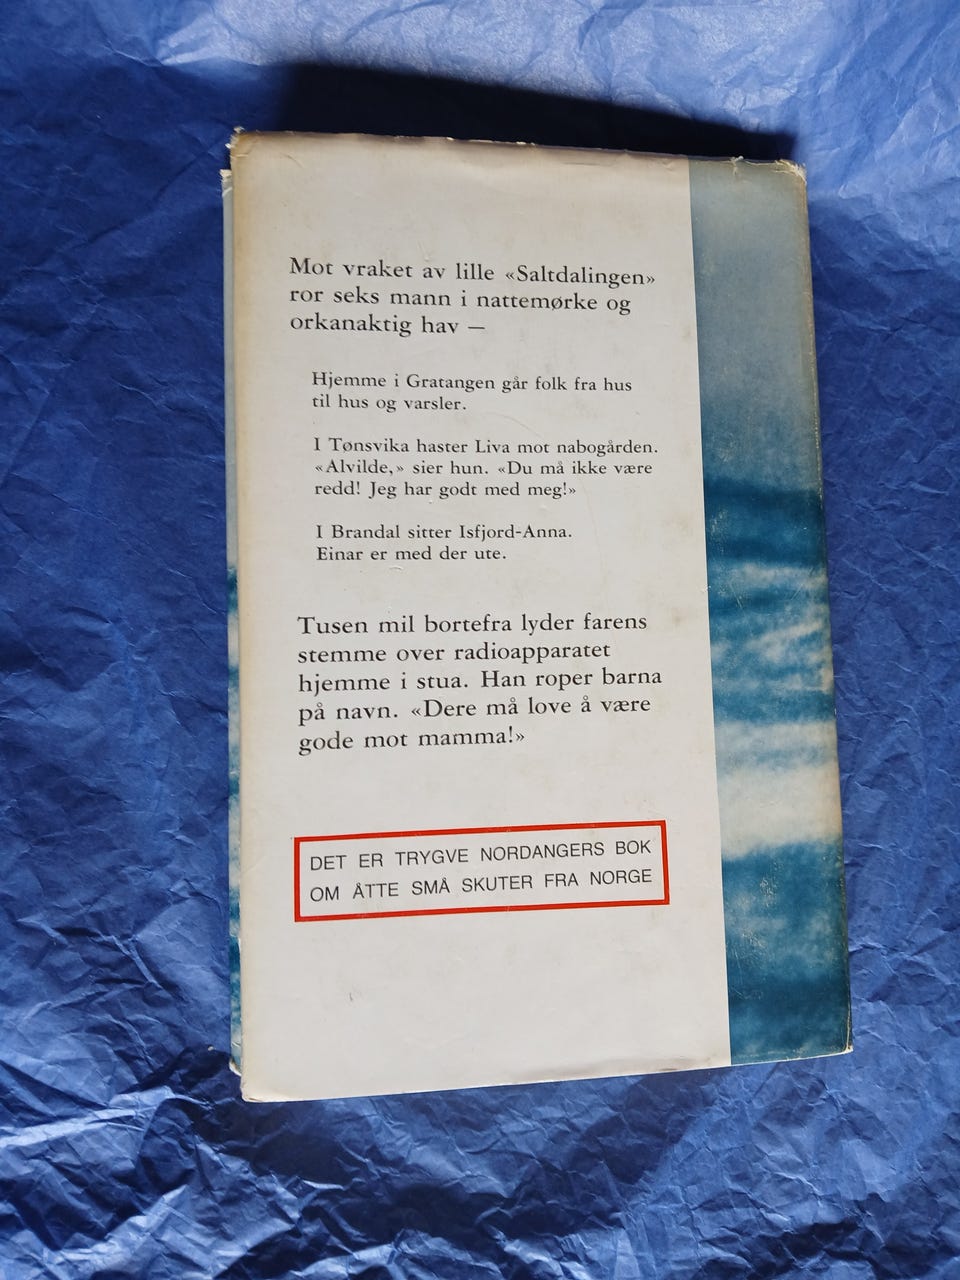 Mot vraket av lille «Saltdalingen»
ror seks mann i nattemørke og
orkanaktig hav —
Hjemme i Gratangen går folk fra hus
til hus og varsler.
I Tønsvika haster Liva mot nabogården.
«Alvilde,» sier hun. «Du må ikke være
redd! Jeg har godt med meg!»
I Brandal sitter Isfjord-Anna.
Einar er med der ute.
Tusen mil bortefra lyder farens
stemme over radioapparatet
hjemme i stua. Han roper barna
på navn. «Dere må love å være
gode mot mamma!»
DET ER TRYGVE NORDANGERS BOK
OM ÅTTE SMÅ SKUTER FRA NORGE